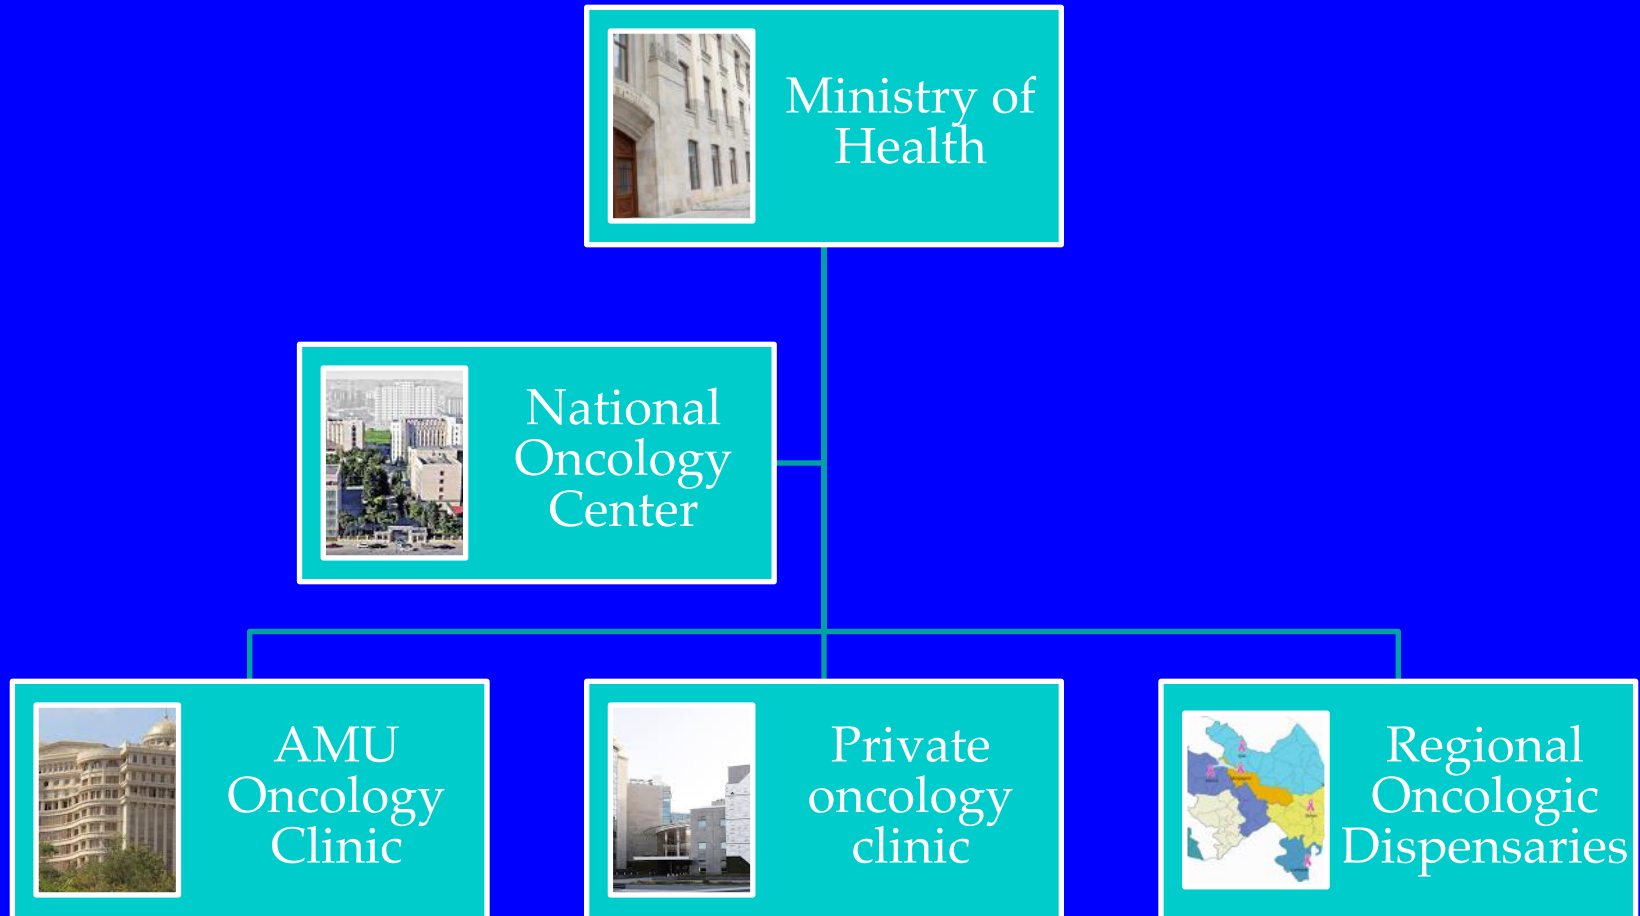 Ministry of
Health
National
Oncology
Center
AMU
Oncology
Clinic
Private
oncology
clinic
Regional
Oncologic
Dispensaries